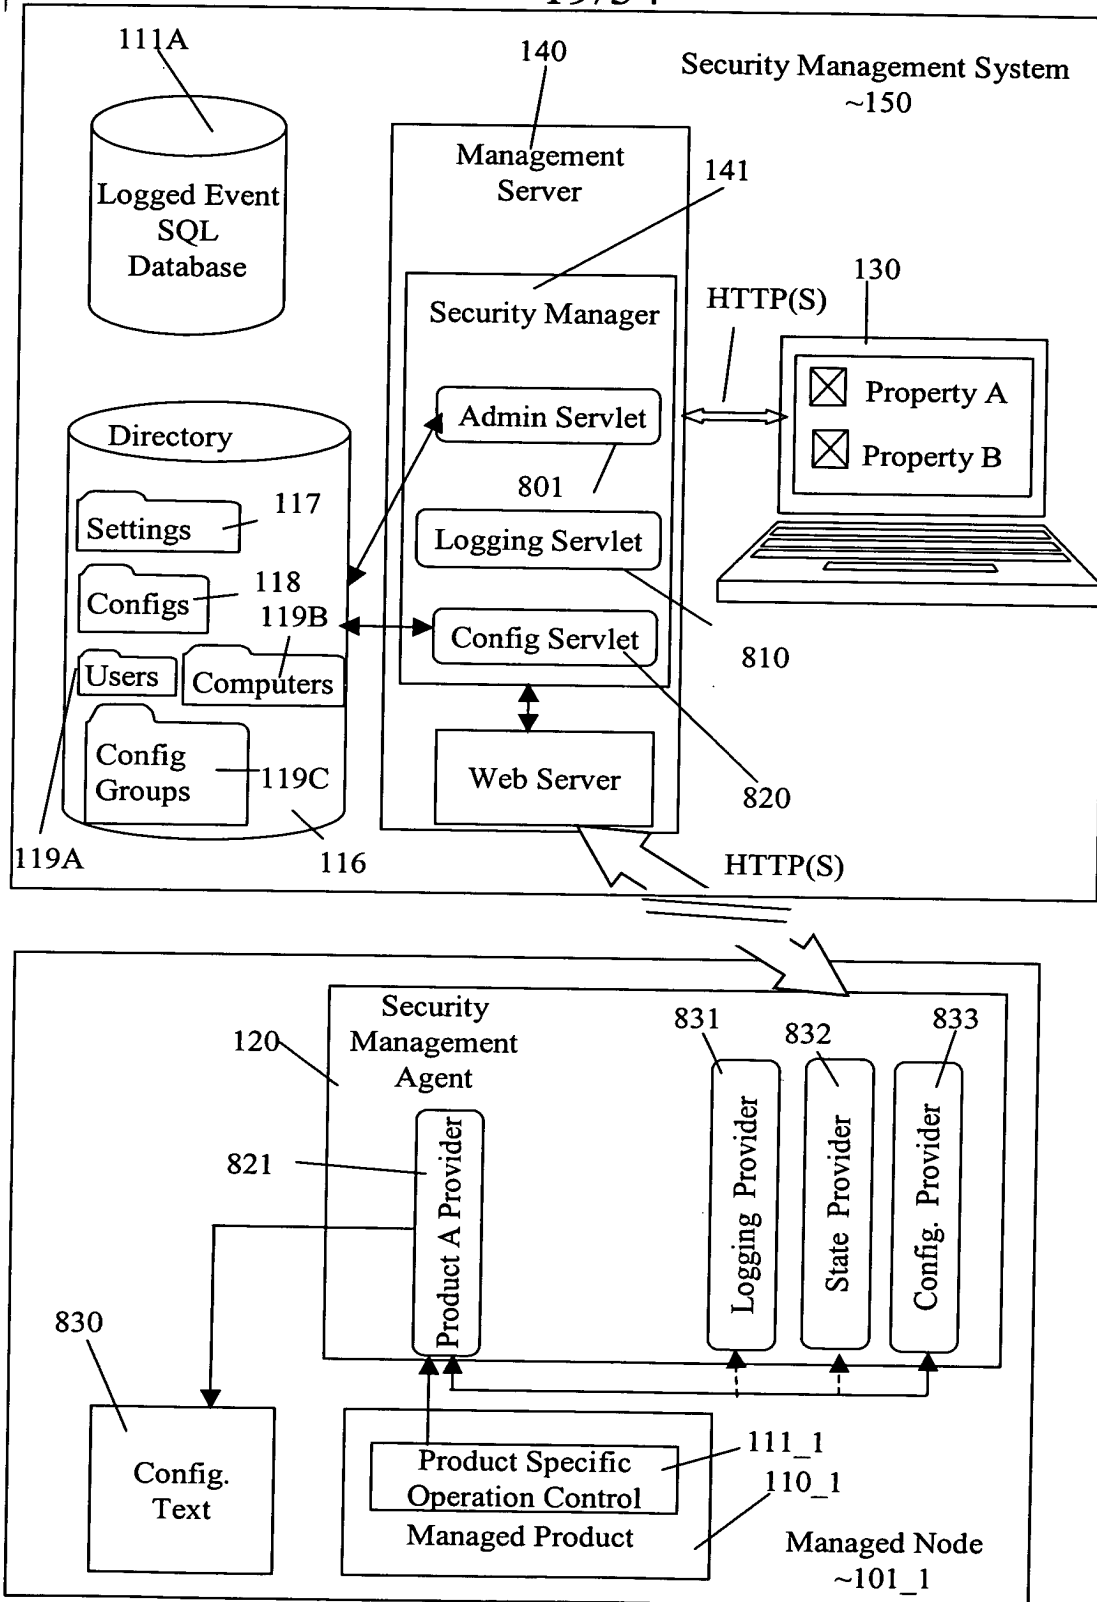 111A
140
Security Management System
~150
Management
Server
141
Logged Event
SQL
Database
130
HTTP(S)
Security Manager
Property A
Admin Servlet
Directory
Property B
801
117
Settings
Logging Servlet
118
Configs
119B
Config Servlet
810
Users
Computers
Config
Groups
119C
Web Server
820
119A
116
HTTP(S)
Security
Management
Agent
120
831
832
833
821
Product A Provider
Logging Provider
State Provider
Config. Provider
830
111_1
Product Specific
Operation Control
110_1
Config.
Text
Managed Product
Managed Node
~101_1